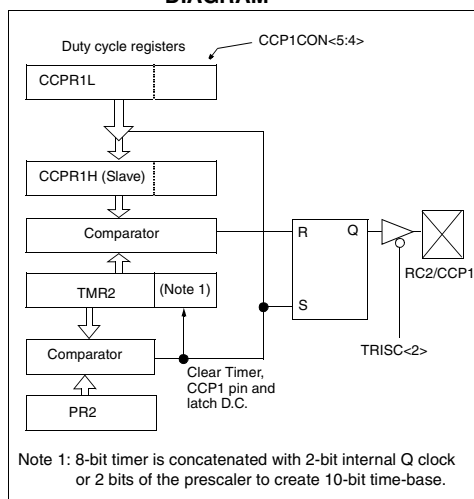 DIAGRAM
Duty cycle registers
CCP1CON<5:4>
CCPR1L
CCPR1H (Slave)
Comparator
R
Q
RC2/CCP1
TMR2
(Note 1)
S
TRISC<2>
Comparator
Clear Timer,
CCP1 pin and
latch D.C.
PR2
Note 1: 8-bit timer is concatenated with 2-bit internal Q clock
or 2 bits of the prescaler to create 10-bit time-base.